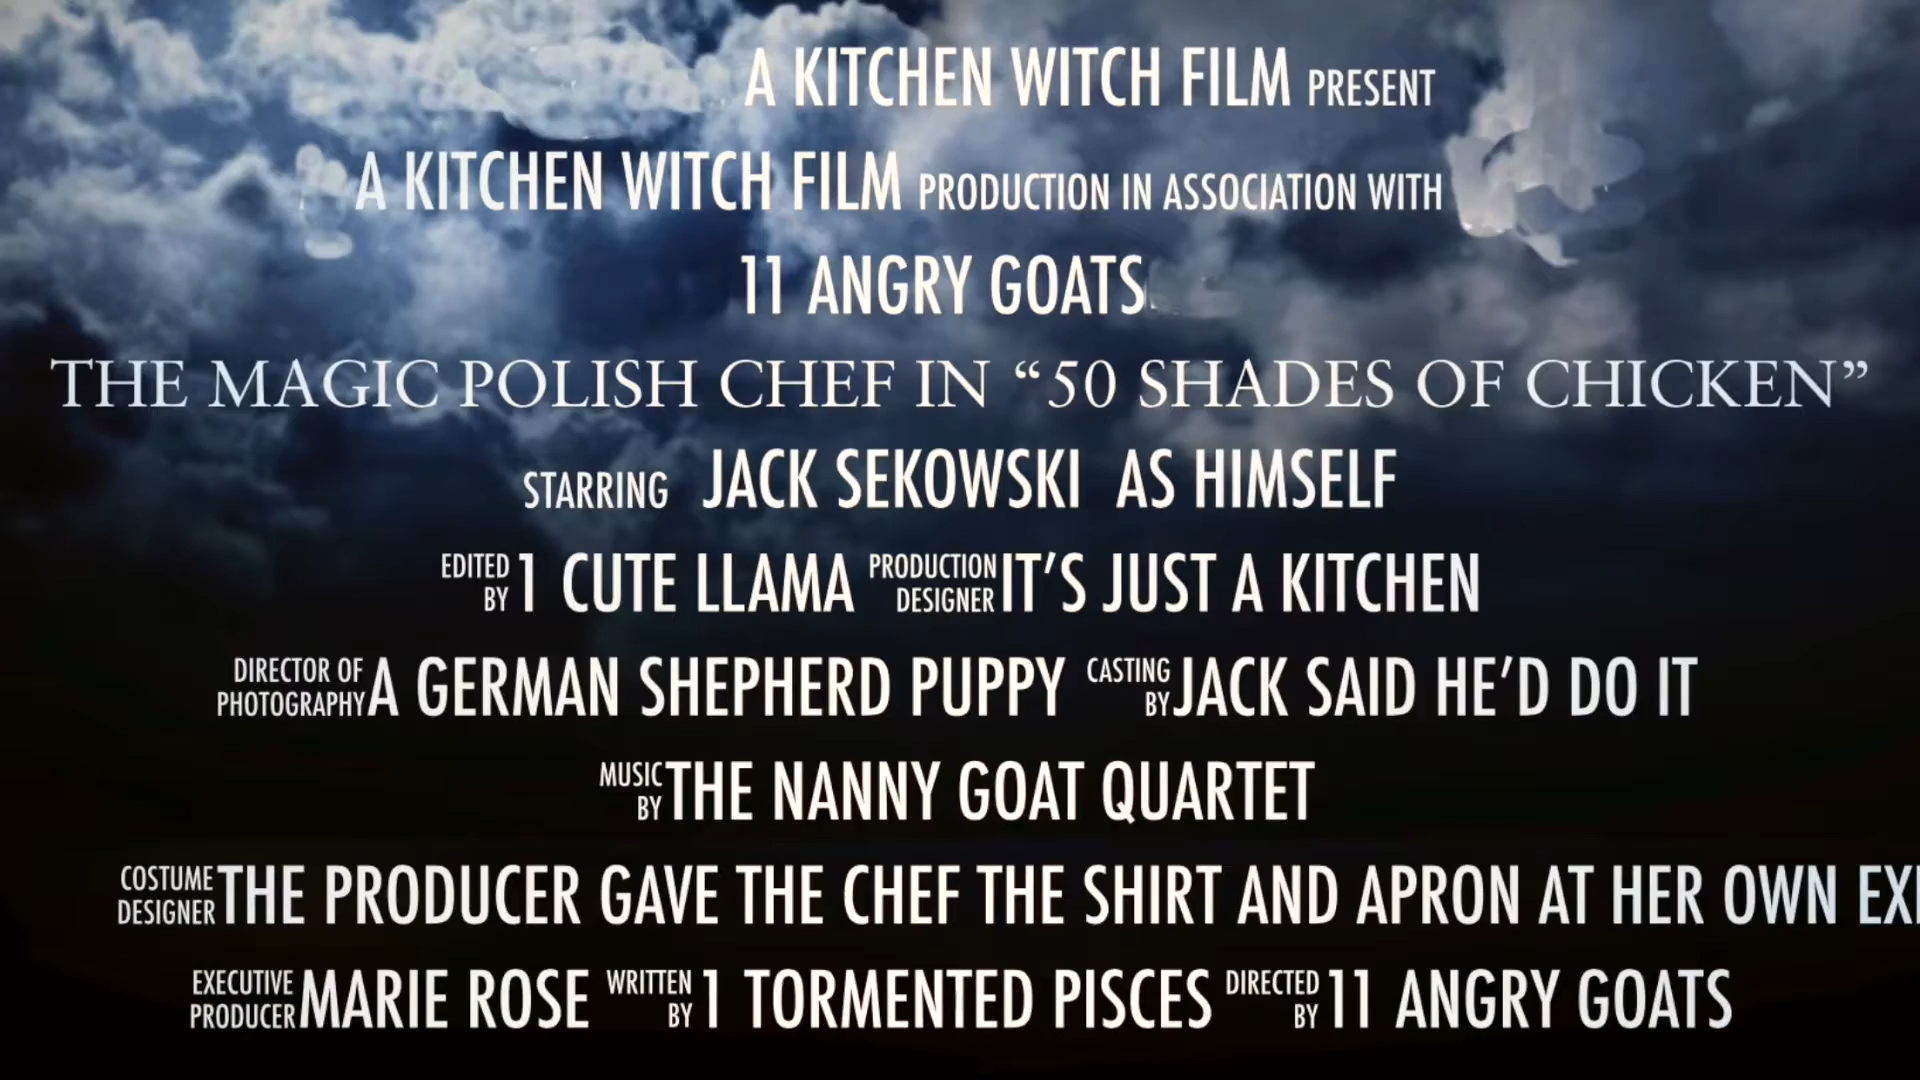 A KITCHEN WITCH FILM PRESENT
A KITCHEN WITCH FILM PRODUCTION IN ASSOCIATION WITH
11 ANGRY GOATS
THE MAGIC POLISH CHEF IN “50 SHADES OF CHICKEN”
STARRING JACK SEKOWSKI AS HIMSELF
EDITED BY 1 CUTE LLAMA PRODUCTION DESIGNER IT’S JUST A KITCHEN
DIRECTOR OF PHOTOGRAPHY A GERMAN SHEPHERD PUPPY CASTING BY JACK SAID HE’D DO IT
MUSIC BY THE NANNY GOAT QUARTET
COSTUME DESIGNER THE PRODUCER GAVE THE CHEF THE SHIRT AND APRON AT HER OWN
EXECUTIVE PRODUCER MARIE ROSE WRITTEN BY 1 TORMENTED PISCES DIRECTED BY 11 ANGRY GOATS